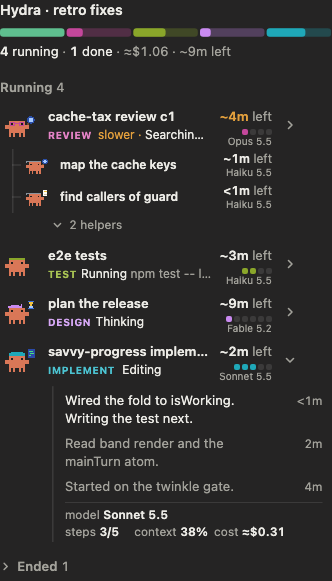 Hydra · retro fixes
4 running · 1 done · ≈$1.06 · ~9m left
Running 4
cache-tax review c1
~4m left
REVIEW slower · Searchin...
Opus 5.5
map the cache keys
~1m left
Haiku 5.5
find callers of guard
<1m left
Haiku 5.5
2 helpers
e2e tests
~3m left
TEST Running npm test -- l...
Haiku 5.5
plan the release
~9m left
DESIGN Thinking
Fable 5.2
savvy-progress implem...
~2m left
IMPLEMENT Editing
Sonnet 5.5
Wired the fold to isWorking.
<1m
Writing the test next.
Read band render and the
2m
mainTurn atom.
Started on the twinkle gate.
4m
model Sonnet 5.5
steps 3/5 context 38% cost ≈$0.31
Ended 1